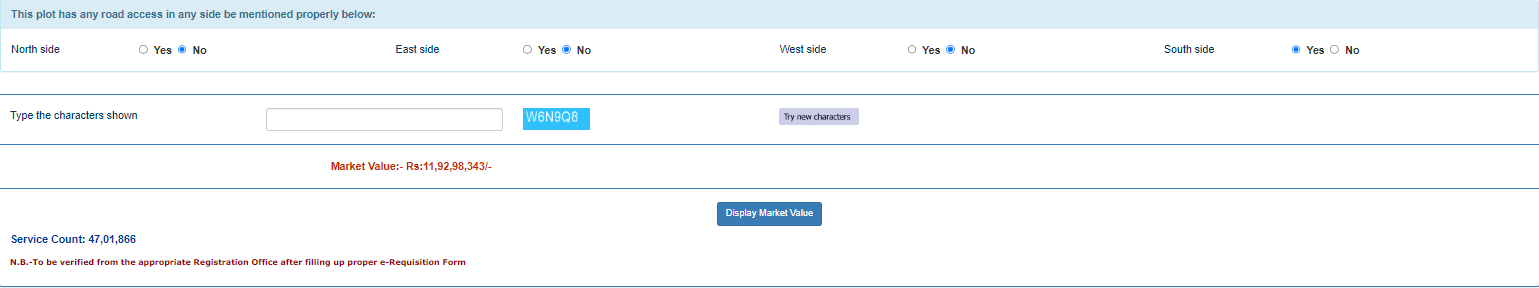 This plot has any road access in any side be mentioned properly below:
North side Yes No East side Yes No West side Yes No South side Yes No
Type the characters shown W6N9Q8 Try new characters
Market Value:- Rs:11,92,98,343/-
Display Market Value
Service Count: 47,01,866
N.B.-To be verified from the appropriate Registration Office after filling up proper e-Requisition Form